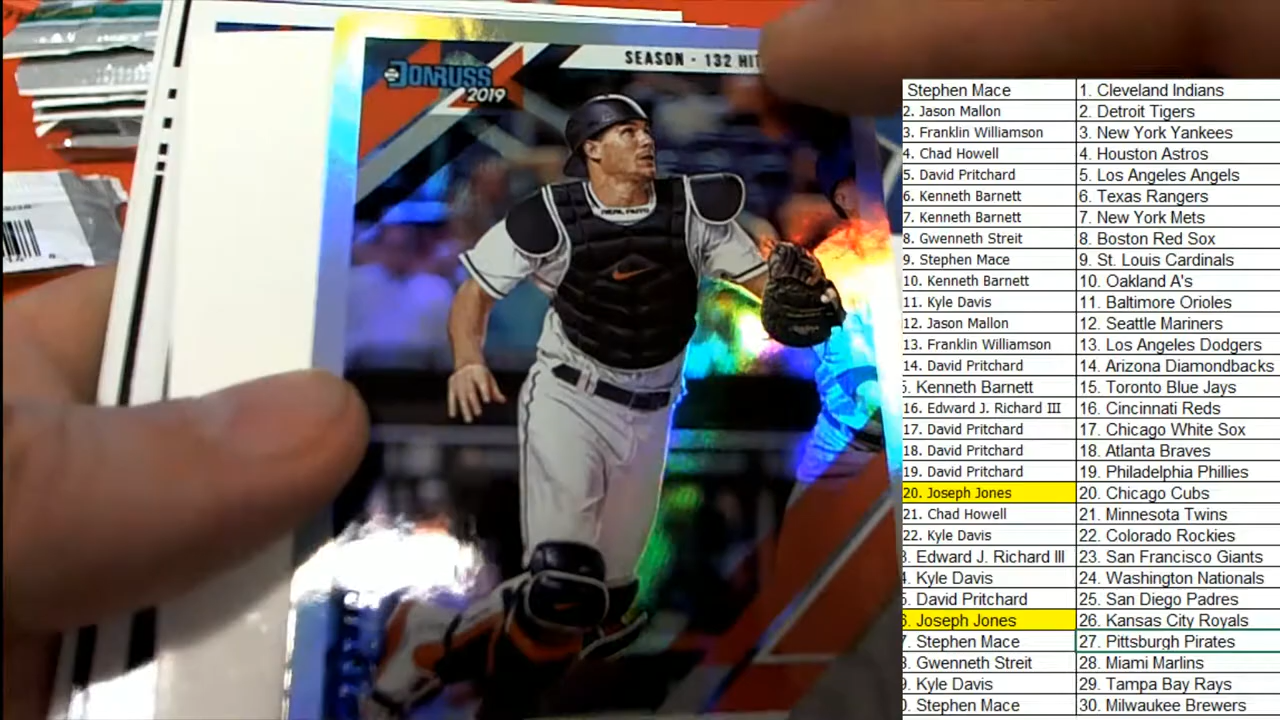 SEASON · 132 HIT
DONRUSS
2019
Stephen Mace 1. Cleveland Indians
2. Jason Mallon 2. Detroit Tigers
3. Franklin Williamson 3. New York Yankees
4. Chad Howell 4. Houston Astros
5. David Pritchard 5. Los Angeles Angels
6. Kenneth Barnett 6. Texas Rangers
7. Kenneth Barnett 7. New York Mets
8. Gwenneth Streit 8. Boston Red Sox
9. Stephen Mace 9. St. Louis Cardinals
10. Kenneth Barnett 10. Oakland A's
11. Kyle Davis 11. Baltimore Orioles
12. Jason Mallon 12. Seattle Mariners
13. Franklin Williamson 13. Los Angeles Dodgers
14. David Pritchard 14. Arizona Diamondbacks
5. Kenneth Barnett 15. Toronto Blue Jays
16. Edward J. Richard III 16. Cincinnati Reds
17. David Pritchard 17. Chicago White Sox
18. David Pritchard 18. Atlanta Braves
19. David Pritchard 19. Philadelphia Phillies
20. Joseph Jones 20. Chicago Cubs
21. Chad Howell 21. Minnesota Twins
22. Kyle Davis 22. Colorado Rockies
3. Edward J. Richard III 23. San Francisco Giants
4. Kyle Davis 24. Washington Nationals
5. David Pritchard 25. San Diego Padres
6. Joseph Jones 26. Kansas City Royals
7. Stephen Mace 27. Pittsburgh Pirates
8. Gwenneth Streit 28. Miami Marlins
9. Kyle Davis 29. Tampa Bay Rays
0. Stephen Mace 30. Milwaukee Brewers